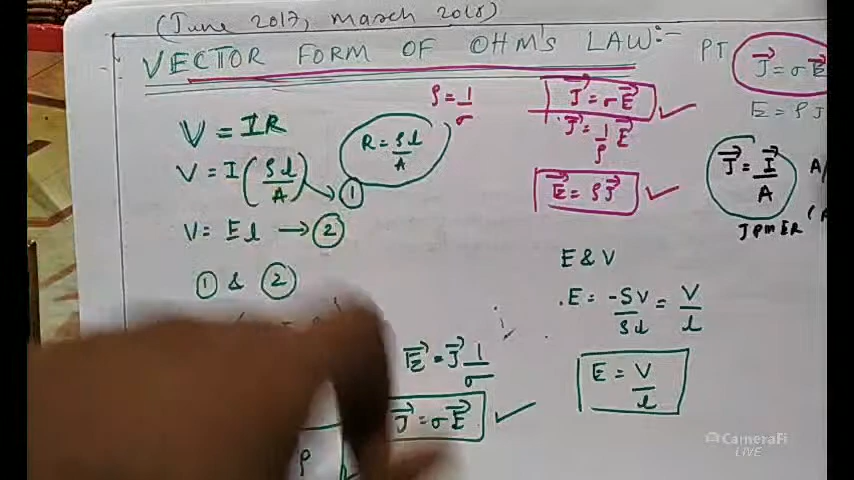 (June 2017, march 2018)
VECTOR FORM OF OHM'S LAW:-
V = IR
V = I (ρl/A) → ①
R = ρl/A
V = El → ②
① & ②
ρ = 1/σ
J⃗ = σE⃗
J⃗ = 1/ρ E⃗
E⃗ = ρJ⃗
PT
J⃗ = σE⃗
E = ρJ
J⃗ = I⃗/A
A/
E & V
E = -δV/δl = V/l
E = V/l
E⃗ = J⃗ 1/σ
J⃗ = σE⃗
ρ
CameraFi
LIVE